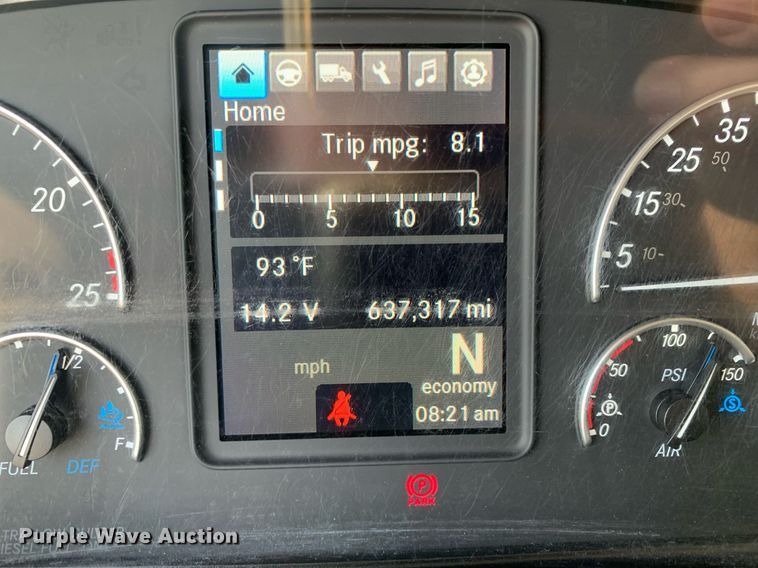 Home
Trip mpg: 8.1
0 5 10 15
93°F
14.2 V 637,317 mi
mph
N
economy
08:21 am
20
25
1/2
F
FUEL DEF
5 10
15 30
25 50
35
0 50 100 150
PSI
P
S
AIR
P
PARK
Purple Wave Auction